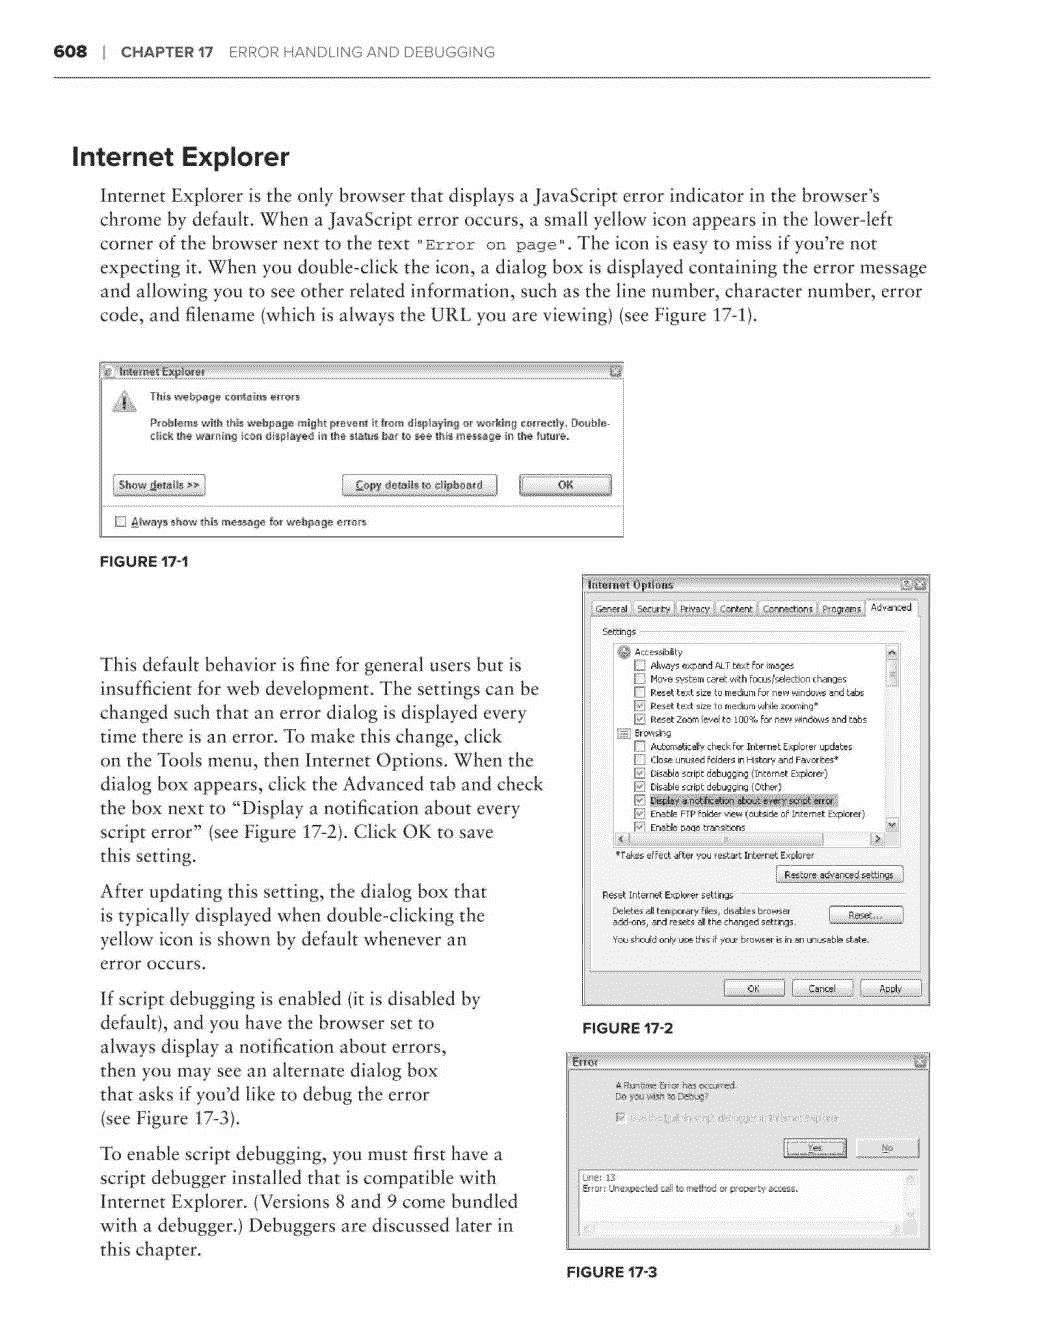 608 | CHAPTER 17 ERROR HANDLING AND DEBUGGING
Internet Explorer
Internet Explorer is the only browser that displays a JavaScript error indicator in the browser's
chrome by default. When a JavaScript error occurs, a small yellow icon appears in the lower-left
corner of the browser next to the text "Error on page". The icon is easy to miss if you're not
expecting it. When you double-click the icon, a dialog box is displayed containing the error message
and allowing you to see other related information, such as the line number, character number, error
code, and filename (which is always the URL you are viewing) (see Figure 17-1).
Internet Explorer
This webpage contains errors
Problems with this webpage might prevent it from displaying or working correctly. Double-
click the warning icon displayed in the status bar to see this message in the future.
Show details >> Copy details to clipboard OK
Always show this message for webpage errors
FIGURE 17-1
This default behavior is fine for general users but is
insufficient for web development. The settings can be
changed such that an error dialog is displayed every
time there is an error. To make this change, click
on the Tools menu, then Internet Options. When the
dialog box appears, click the Advanced tab and check
the box next to “Display a notification about every
script error” (see Figure 17-2). Click OK to save
this setting.
After updating this setting, the dialog box that
is typically displayed when double-clicking the
yellow icon is shown by default whenever an
error occurs.
If script debugging is enabled (it is disabled by
default), and you have the browser set to
always display a notification about errors,
then you may see an alternate dialog box
that asks if you'd like to debug the error
(see Figure 17-3).
To enable script debugging, you must first have a
script debugger installed that is compatible with
Internet Explorer. (Versions 8 and 9 come bundled
with a debugger.) Debuggers are discussed later in
this chapter.
Internet Options
General Security Privacy Content Connections Programs Advanced
Settings
Accessibility
Always expand ALT text for images
Move system caret with focus/selection changes
Reset text size to medium for new windows and tabs
Reset text size to medium while zooming*
Reset Zoom level to 100% for new windows and tabs
Browsing
Automatically check for Internet Explorer updates
Close unused folders in History and Favorites*
Disable script debugging (Internet Explorer)
Disable script debugging (Other)
Display a notification about every script error
Enable FTP folder view (outside of Internet Explorer)
Enable page transitions
*Takes effect after you restart Internet Explorer
Restore advanced settings
Reset Internet Explorer settings
Deletes all temporary files, disables browser
add-ons, and resets all the changed settings.
Reset...
You should only use this if your browser is in an unusable state.
OK Cancel Apply
FIGURE 17-2
Error
A Runtime Error has occurred.
Do you wish to Debug?
Use the built-in script debugger in Internet Explorer
Yes No
Line: 13
Error: Unexpected call to method or property access.
FIGURE 17-3